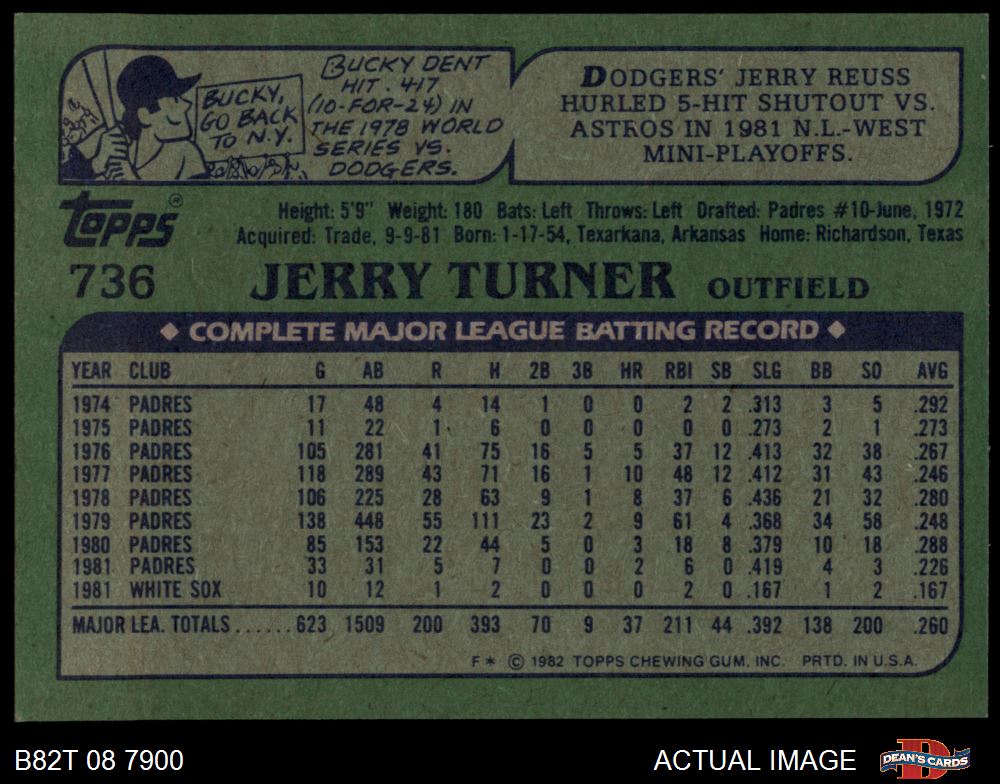 BUCKY, GO BACK TO N.Y.
BUCKY DENT
HIT .417
(10-FOR-24) IN
THE 1978 WORLD
SERIES VS.
DODGERS.
DODGERS' JERRY REUSS
HURLED 5-HIT SHUTOUT VS.
ASTROS IN 1981 N.L.-WEST
MINI-PLAYOFFS.
topps®
Height: 5'9" Weight: 180 Bats: Left Throws: Left Drafted: Padres #10-June, 1972
Acquired: Trade, 9-9-81 Born: 1-17-54, Texarkana, Arkansas Home: Richardson, Texas
736 JERRY TURNER OUTFIELD
◆ COMPLETE MAJOR LEAGUE BATTING RECORD ◆
YEAR CLUB G AB R H 2B 3B HR RBI SB SLG BB SO AVG
1974 PADRES 17 48 4 14 1 0 0 2 2 .313 3 5 .292
1975 PADRES 11 22 1 6 0 0 0 0 0 .273 2 1 .273
1976 PADRES 105 281 41 75 16 5 5 37 12 .413 32 38 .267
1977 PADRES 118 289 43 71 16 1 10 48 12 .412 31 43 .246
1978 PADRES 106 225 28 63 9 1 8 37 6 .436 21 32 .280
1979 PADRES 138 448 55 111 23 2 9 61 4 .368 34 58 .248
1980 PADRES 85 153 22 44 5 0 3 18 8 .379 10 18 .288
1981 PADRES 33 31 5 7 0 0 2 6 0 .419 4 3 .226
1981 WHITE SOX 10 12 1 2 0 0 0 2 0 .167 1 2 .167
MAJOR LEA. TOTALS......623 1509 200 393 70 9 37 211 44 .392 138 200 .260
F* © 1982 TOPPS CHEWING GUM, INC. PRTD. IN U.S.A.
B82T 08 7900 ACTUAL IMAGE D DEAN'S CARDS